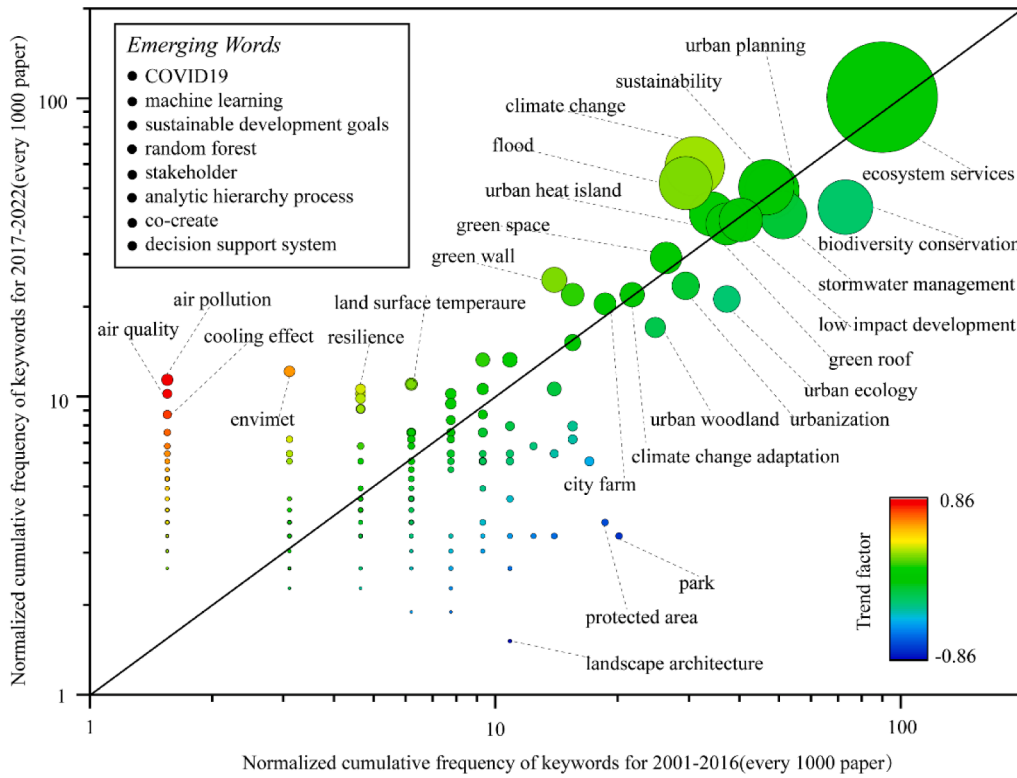 Emerging Words
COVID19
machine learning
sustainable development goals
random forest
stakeholder
analytic hierarchy process
co-create
decision support system
urban planning
sustainability
climate change
flood
urban heat island
green space
green wall
land surface temperaure
resilience
air pollution
air quality
cooling effect
envimet
ecosystem services
biodiversity conservation
stormwater management
low impact development
green roof
urban ecology
urbanization
urban woodland
climate change adaptation
city farm
park
protected area
landscape architecture
Trend factor
0.86
-0.86
100
10
1
1
10
100
Normalized cumulative frequency of keywords for 2017-2022(every 1000 paper)
Normalized cumulative frequency of keywords for 2001-2016(every 1000 paper)